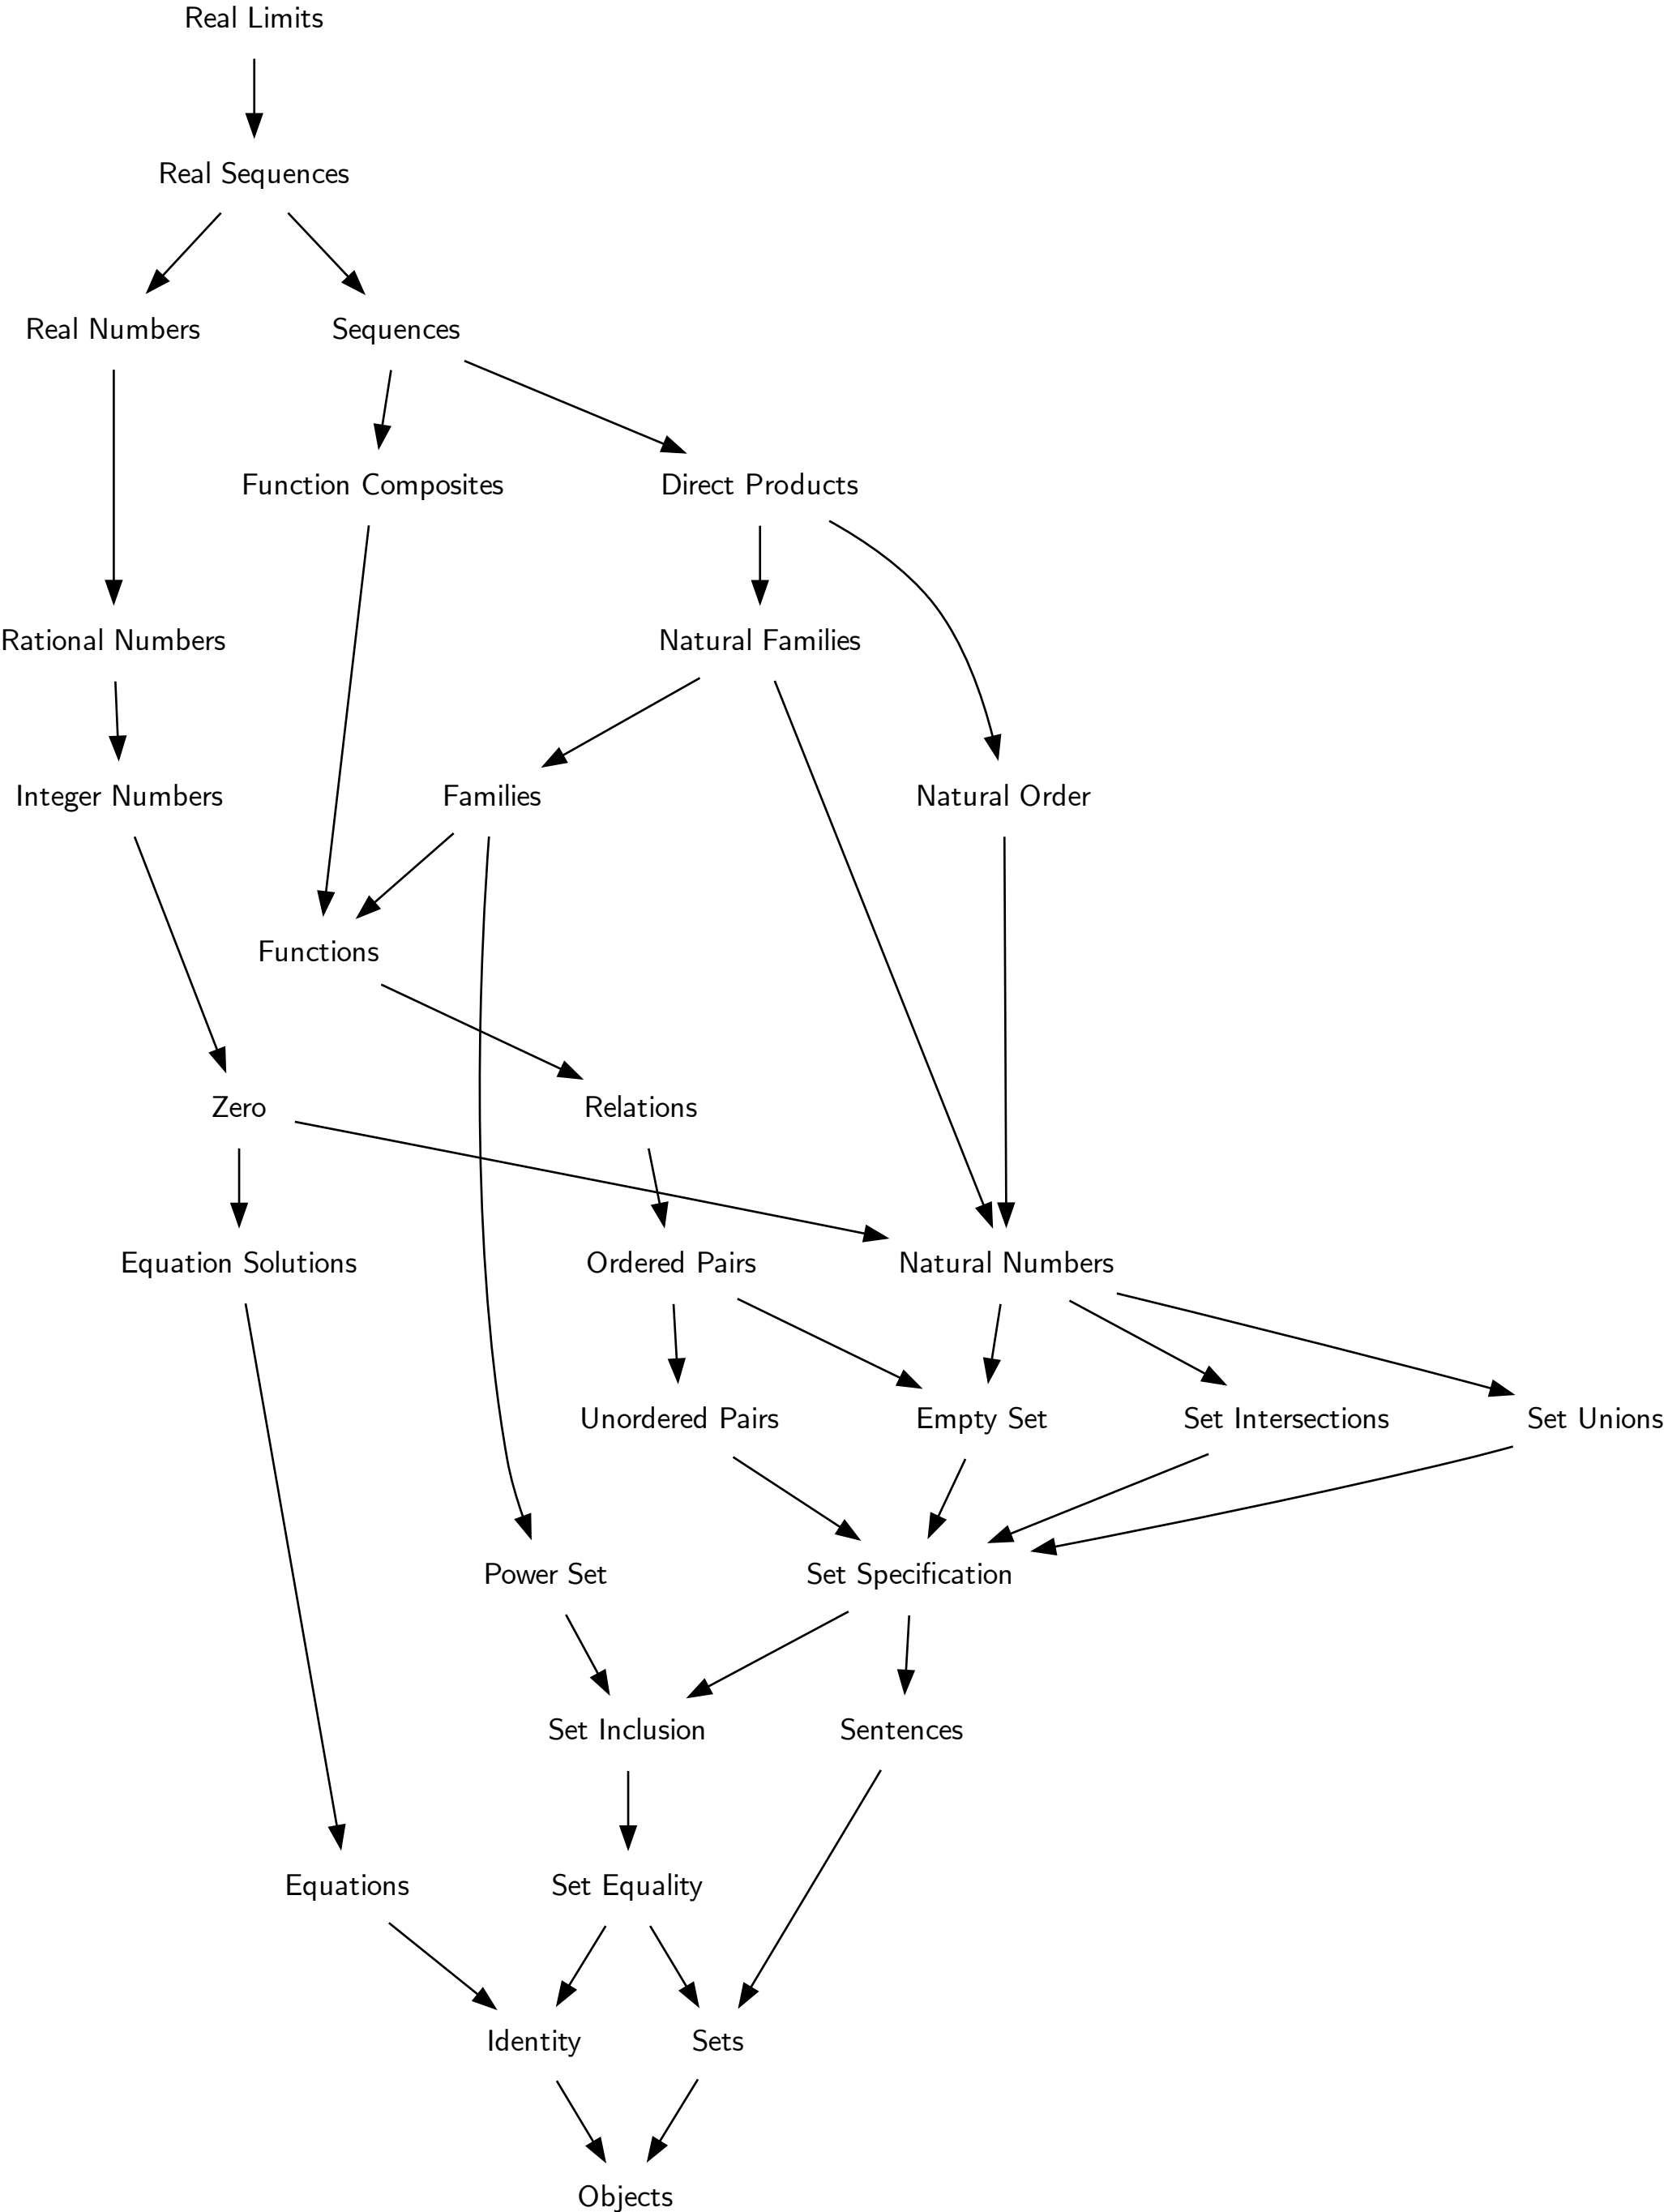 Real Limits
Real Sequences
Real Numbers
Sequences
Function Composites
Direct Products
Rational Numbers
Natural Families
Integer Numbers
Families
Natural Order
Functions
Zero
Relations
Equation Solutions
Ordered Pairs
Natural Numbers
Unordered Pairs
Empty Set
Set Intersections
Set Unions
Power Set
Set Specification
Set Inclusion
Sentences
Equations
Set Equality
Identity
Sets
Objects